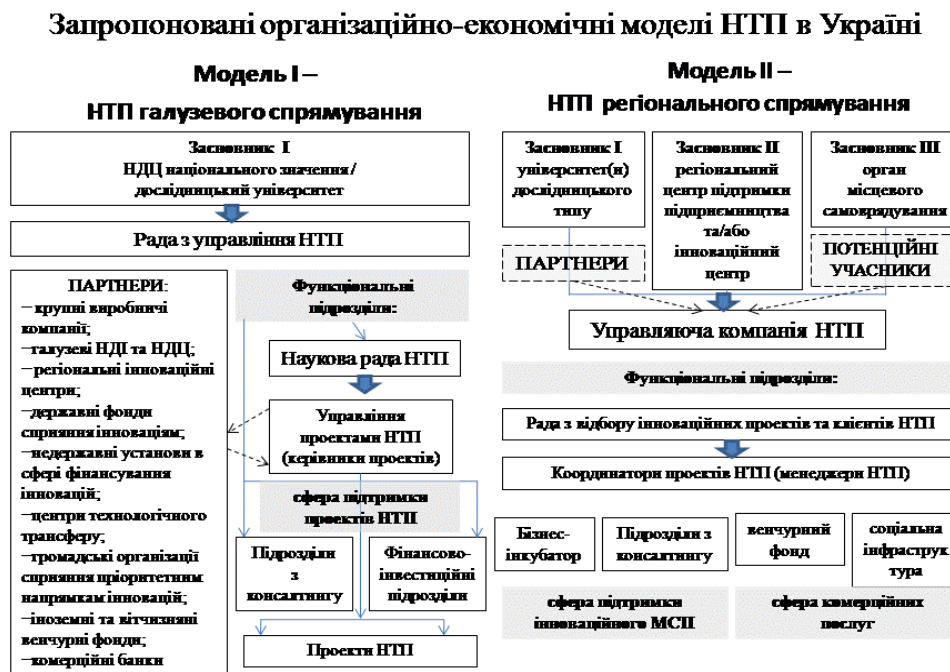 Запропоновані організаційно-економічні моделі НТП в Україні
Модель I –
НТП галузевого спрямування
Засновник I
НДЦ національного значення /
дослідницький університет
Рада з управління НТП
ПАРТНЕРИ:
−крупні виробничі
компанії;
−галузеві НДІ та НДЦ;
−регіональні інноваційні
центри;
−державні фонди
сприяння інноваціям;
−недержавні установи в
сфері фінансування
інновацій;
−центри технологічного
трансферу;
−громадські організації
сприяння пріоритетним
напрямкам інновацій;
−іноземні та вітчизняні
венчурні фонди;
−комерційні банки
Функціональні
підрозділи:
Наукова рада НТП
Управління
проектами НТП
(керівники проектів)
сфера підтримки
проектів НТП
Підрозділи
з
консалтингу
Фінансово-
інвестиційні
підрозділи
Проекти НТП
Модель II –
НТП регіонального спрямування
Засновник I
університет(и)
дослідницького
типу
Засновник II
регіональний
центр підтримки
підприємництва
та/або
інноваційний
центр
Засновник III
орган
місцевого
самоврядування
ПАРТНЕРИ
ПОТЕНЦІЙНІ
УЧАСНИКИ
Управляюча компанія НТП
Функціональні підрозділи:
Рада з відбору інноваційних проектів та клієнтів НТП
Координатори проектів НТП (менеджери НТП)
Бізнес-
інкубатор
Підрозділи з
консалтингу
венчурний
фонд
соціальна
інфраструк
тура
сфера підтримки
інноваційного МСП
сфера комерційних
послуг